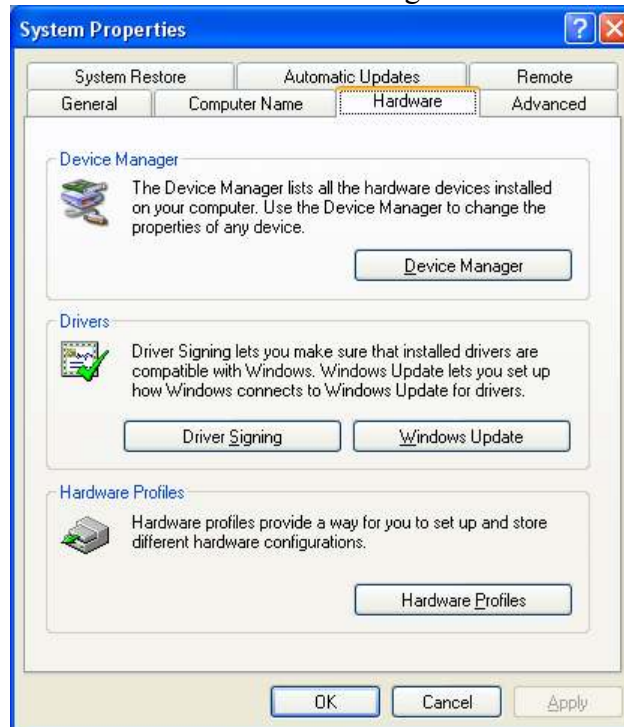 System Properties
System Restore Automatic Updates Remote
General Computer Name Hardware Advanced
Device Manager
The Device Manager lists all the hardware devices installed
on your computer. Use the Device Manager to change the
properties of any device.
Device Manager
Drivers
Driver Signing lets you make sure that installed drivers are
compatible with Windows. Windows Update lets you set up
how Windows connects to Windows Update for drivers.
Driver Signing Windows Update
Hardware Profiles
Hardware profiles provide a way for you to set up and store
different hardware configurations.
Hardware Profiles
OK Cancel Apply